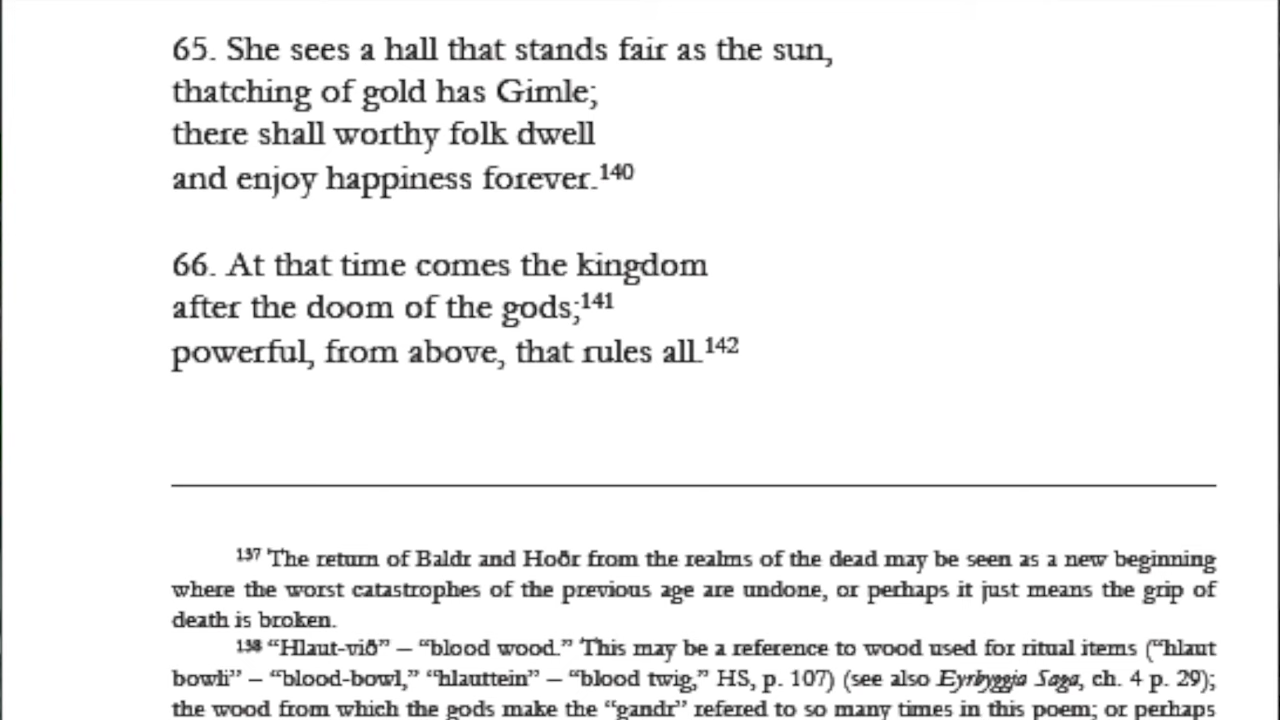 65. She sees a hall that stands fair as the sun,
thatching of gold has Gimle;
there shall worthy folk dwell
and enjoy happiness forever.140
66. At that time comes the kingdom
after the doom of the gods;141
powerful, from above, that rules all.142
137 The return of Baldr and Hoðr from the realms of the dead may be seen as a new beginning
where the worst catastrophes of the previous age are undone, or perhaps it just means the grip of
death is broken.
138 “Hlaut-við” – “blood wood.” This may be a reference to wood used for ritual items (“hlaut
bowli” – “blood-bowl,” “hlauttein” – “blood twig,” HS, p. 107) (see also Eyrbyggja Saga, ch. 4 p. 29);
the wood from which the gods make the “gandr” refered to so many times in this poem; or perhaps